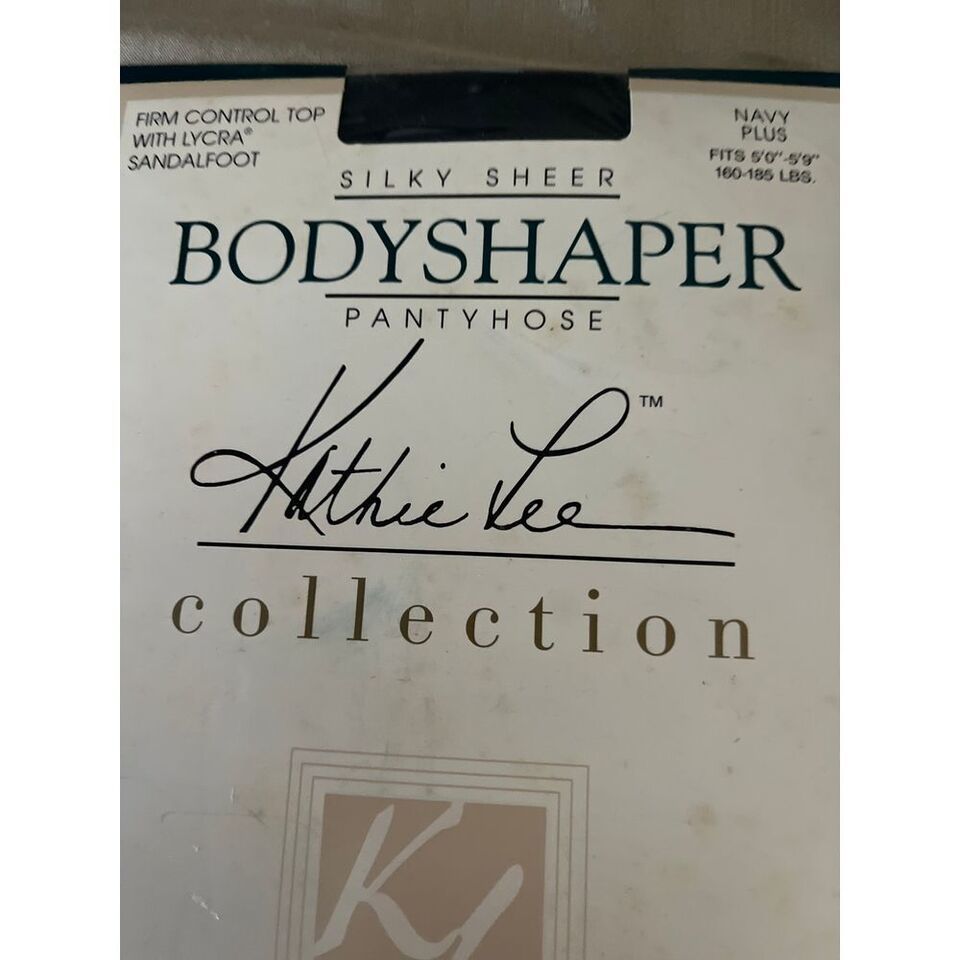 FIRM CONTROL TOP
WITH LYCRA®
SANDALFOOT
NAVY
PLUS
FITS 5'0"-5'9"
160-185 LBS.
SILKY SHEER
BODYSHAPER
PANTYHOSE
Kathie Lee™
collection
KL